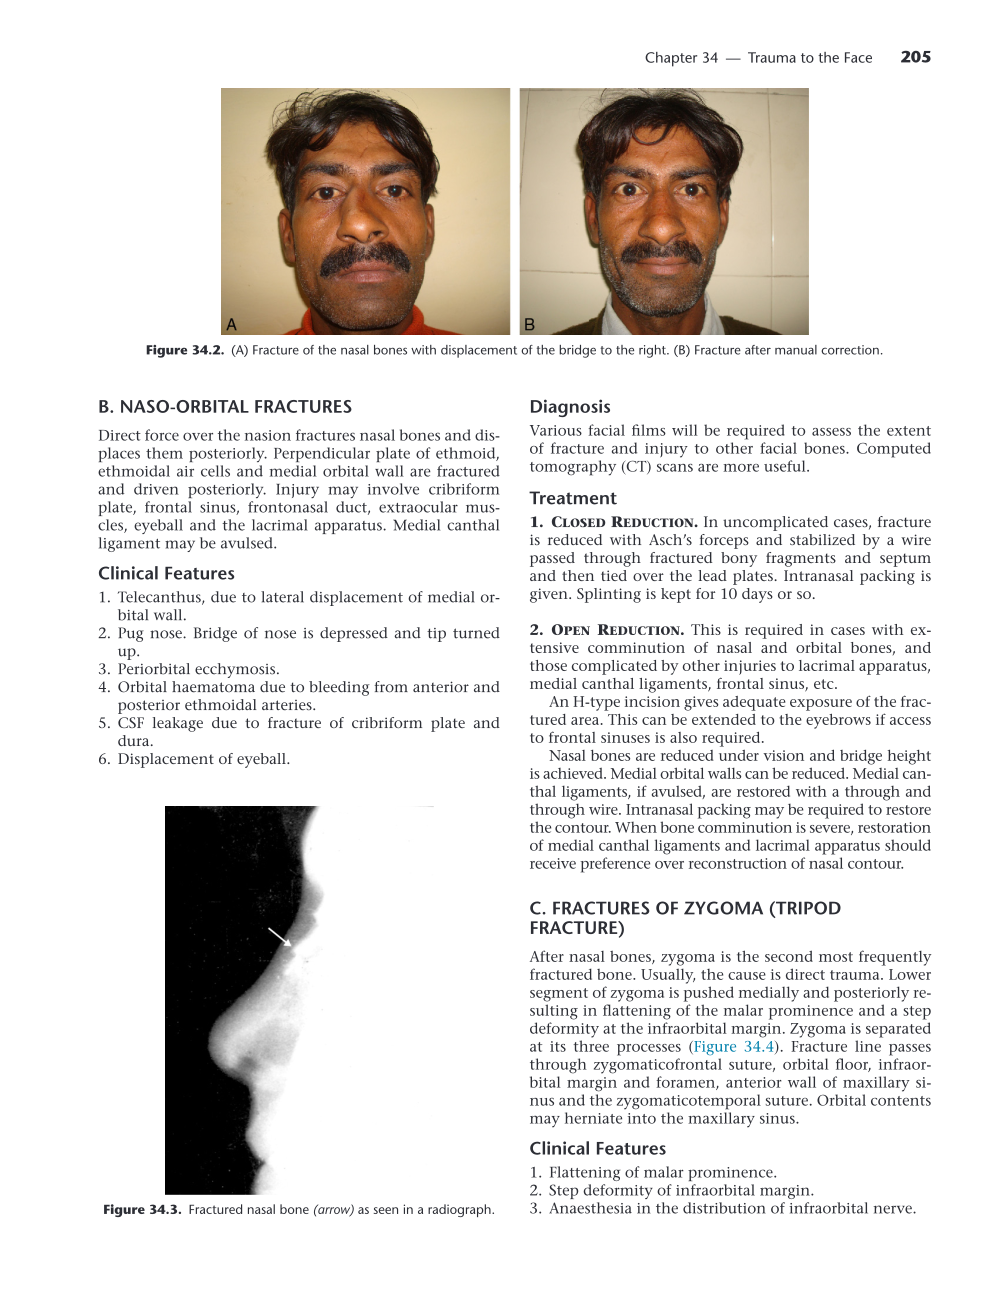 Chapter 34 — Trauma to the Face 205
A
B
Figure 34.2. (A) Fracture of the nasal bones with displacement of the bridge to the right. (B) Fracture after manual correction.
B. NASO-ORBITAL FRACTURES
Direct force over the nasion fractures nasal bones and dis-
places them posteriorly. Perpendicular plate of ethmoid,
ethmoidal air cells and medial orbital wall are fractured
and driven posteriorly. Injury may involve cribriform
plate, frontal sinus, frontonasal duct, extraocular mus-
cles, eyeball and the lacrimal apparatus. Medial canthal
ligament may be avulsed.
Clinical Features
1. Telecanthus, due to lateral displacement of medial or-
bital wall.
2. Pug nose. Bridge of nose is depressed and tip turned
up.
3. Periorbital ecchymosis.
4. Orbital haematoma due to bleeding from anterior and
posterior ethmoidal arteries.
5. CSF leakage due to fracture of cribriform plate and
dura.
6. Displacement of eyeball.
Figure 34.3. Fractured nasal bone (arrow) as seen in a radiograph.
Diagnosis
Various facial films will be required to assess the extent
of fracture and injury to other facial bones. Computed
tomography (CT) scans are more useful.
Treatment
1. CLOSED REDUCTION. In uncomplicated cases, fracture
is reduced with Asch's forceps and stabilized by a wire
passed through fractured bony fragments and septum
and then tied over the lead plates. Intranasal packing is
given. Splinting is kept for 10 days or so.
2. OPEN REDUCTION. This is required in cases with ex-
tensive comminution of nasal and orbital bones, and
those complicated by other injuries to lacrimal apparatus,
medial canthal ligaments, frontal sinus, etc.
An H-type incision gives adequate exposure of the frac-
tured area. This can be extended to the eyebrows if access
to frontal sinuses is also required.
Nasal bones are reduced under vision and bridge height
is achieved. Medial orbital walls can be reduced. Medial can-
thal ligaments, if avulsed, are restored with a through and
through wire. Intranasal packing may be required to restore
the contour. When bone comminution is severe, restoration
of medial canthal ligaments and lacrimal apparatus should
receive preference over reconstruction of nasal contour.
C. FRACTURES OF ZYGOMA (TRIPOD
FRACTURE)
After nasal bones, zygoma is the second most frequently
fractured bone. Usually, the cause is direct trauma. Lower
segment of zygoma is pushed medially and posteriorly re-
sulting in flattening of the malar prominence and a step
deformity at the infraorbital margin. Zygoma is separated
at its three processes (Figure 34.4). Fracture line passes
through zygomaticofrontal suture, orbital floor, infraor-
bital margin and foramen, anterior wall of maxillary si-
nus and the zygomaticotemporal suture. Orbital contents
may herniate into the maxillary sinus.
Clinical Features
1. Flattening of malar prominence.
2. Step deformity of infraorbital margin.
3. Anaesthesia in the distribution of infraorbital nerve.